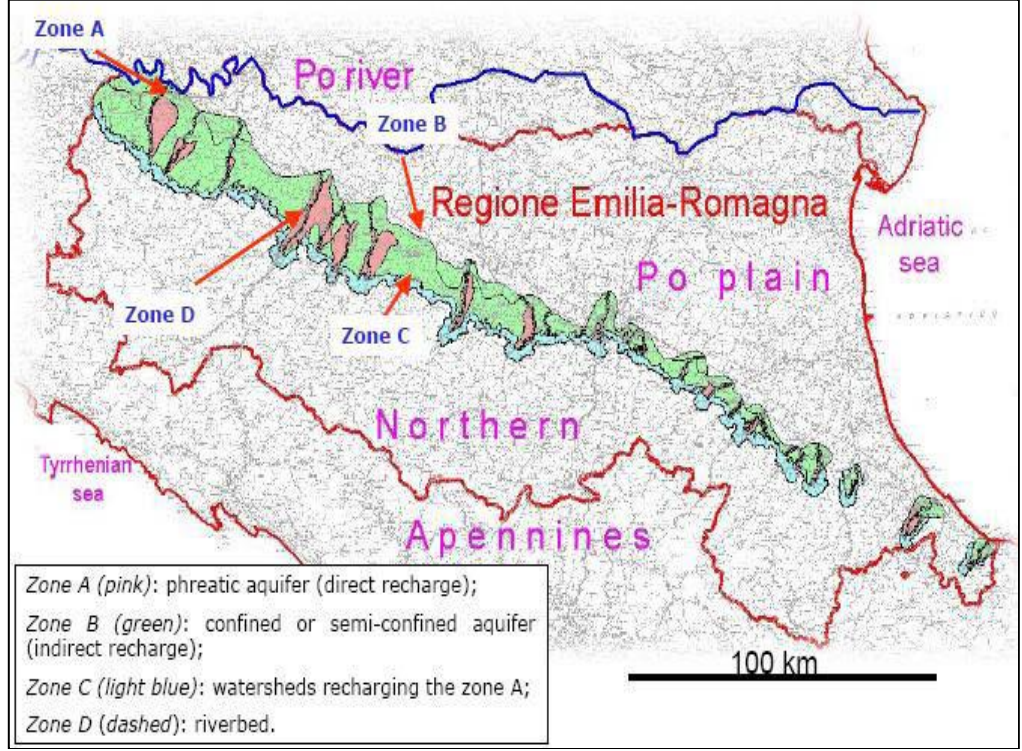 Zone A
Po river
Zone B
Regione Emilia-Romagna
Adriatic
sea
Po plain
Zone D
Zone C
Northern
Tyrrhenian
sea
Apennines
Zone A (pink): phreatic aquifer (direct recharge);
Zone B (green): confined or semi-confined aquifer
(indirect recharge);
Zone C (light blue): watersheds recharging the zone A;
Zone D (dashed): riverbed.
100 km